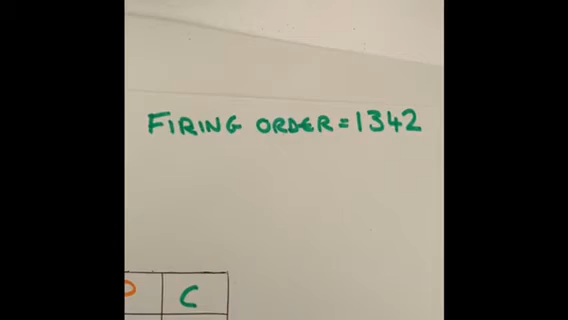 FIRING ORDER = 1342
C